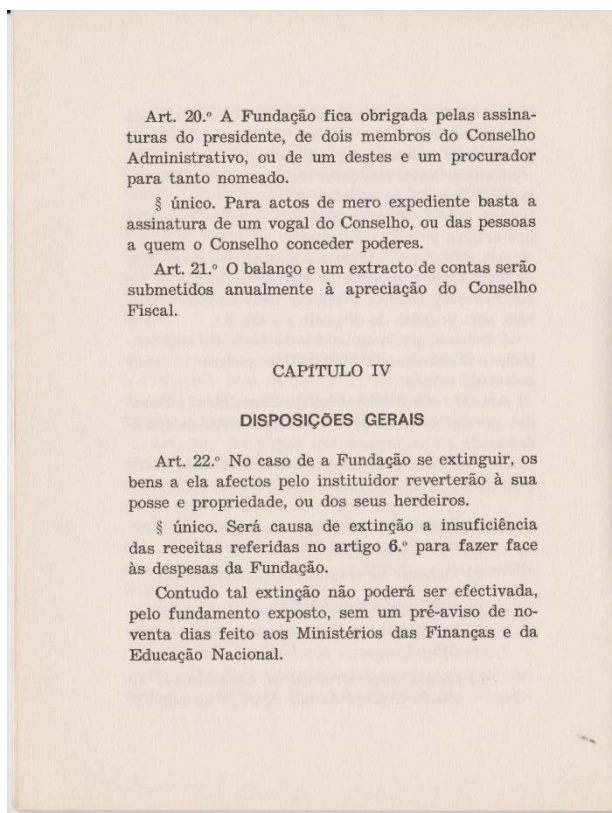 Art. 20.º A Fundação fica obrigada pelas assina-
turas do presidente, de dois membros do Conselho
Administrativo, ou de um destes e um procurador
para tanto nomeado.
§ único. Para actos de mero expediente basta a
assinatura de um vogal do Conselho, ou das pessoas
a quem o Conselho conceder poderes.
Art. 21.º O balanço e um extracto de contas serão
submetidos anualmente à apreciação do Conselho
Fiscal.
CAPÍTULO IV
DISPOSIÇÕES GERAIS
Art. 22.º No caso de a Fundação se extinguir, os
bens a ela afectos pelo instituidor reverterão à sua
posse e propriedade, ou dos seus herdeiros.
§ único. Será causa de extinção a insuficiência
das receitas referidas no artigo 6.º para fazer face
às despesas da Fundação.
Contudo tal extinção não poderá ser efectivada,
pelo fundamento exposto, sem um pré-aviso de no-
venta dias feito aos Ministérios das Finanças e da
Educação Nacional.